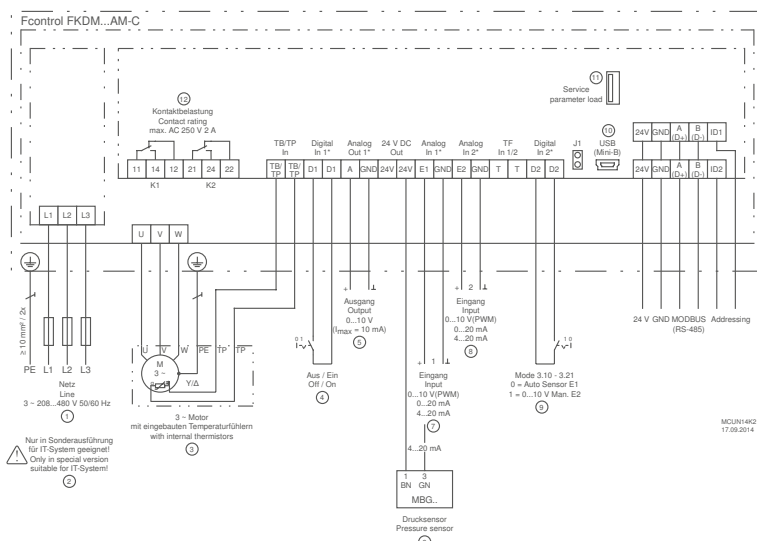 Fcontrol FKDM...AM-C
12
Kontaktbelastung
Contact rating
max. AC 250 V 2 A
11 14 12 21 24 22
K1 K2
TB/TP
In
Digital
In 1*
Analog
Out 1*
24 V DC
Out
Analog
In 1*
Analog
In 2*
TF
In 1/2
Digital
In 2*
J1
10
USB
(Mini-B)
11
Service
parameter load
TB/
TP
TB/
TP
D1 D1 A GND 24V 24V E1 GND E2 GND T T D2 D2
24V GND A
(D+)
B
(D-)
ID1
24V GND A
(D+)
B
(D-)
ID2
L1 L2 L3
U V W
≥ 10 mm² / 2x
PE L1 L2 L3
Netz
Line
3 ~ 208...480 V 50/60 Hz
1
Nur in Sonderausführung
für IT-System geeignet!
Only in special version
suitable for IT-System!
2
U V W PE TP TP
M
3 ~
Y/Δ
3 ~ Motor
mit eingebauten Temperaturfühlern
with internal thermistors
3
0 1
Aus / Ein
Off / On
4
+ ⊥
Ausgang
Output
0...10 V
(Imax = 10 mA)
5
+ 1 ⊥
Eingang
Input
0...10 V(PWM)
0...20 mA
4...20 mA
7
4...20 mA
1 3
BN GN
MBG..
Drucksensor
Pressure sensor
+ 2 ⊥
Eingang
Input
0...10 V(PWM)
0...20 mA
4...20 mA
8
1 0
Mode 3.10 - 3.21
0 = Auto Sensor E1
1 = 0...10 V Man. E2
9
24 V GND MODBUS
(RS-485)
Addressing
MCUN14K2
17.09.2014